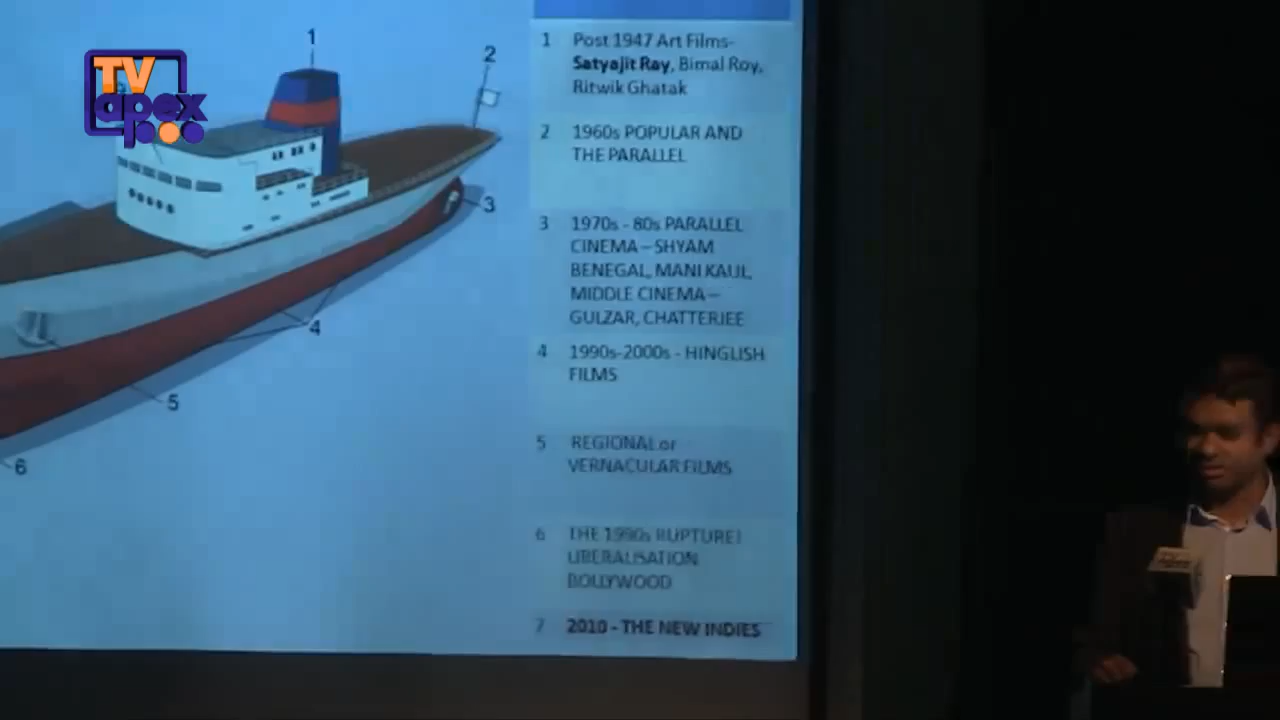 TV
apex
1
2
3
4
5
6
1 Post 1947 Art Films-
Satyajit Ray, Bimal Roy,
Ritwik Ghatak
2 1960s POPULAR AND
THE PARALLEL
3 1970s - 80s PARALLEL
CINEMA – SHYAM
BENEGAL, MANI KAUL,
MIDDLE CINEMA –
GULZAR, CHATTERJEE
4 1990s-2000s - HINGLISH
FILMS
5 REGIONAL or
VERNACULAR FILMS
6 THE 1990s RUPTURE!
LIBERALISATION
BOLLYWOOD
7 2010 - THE NEW INDIES